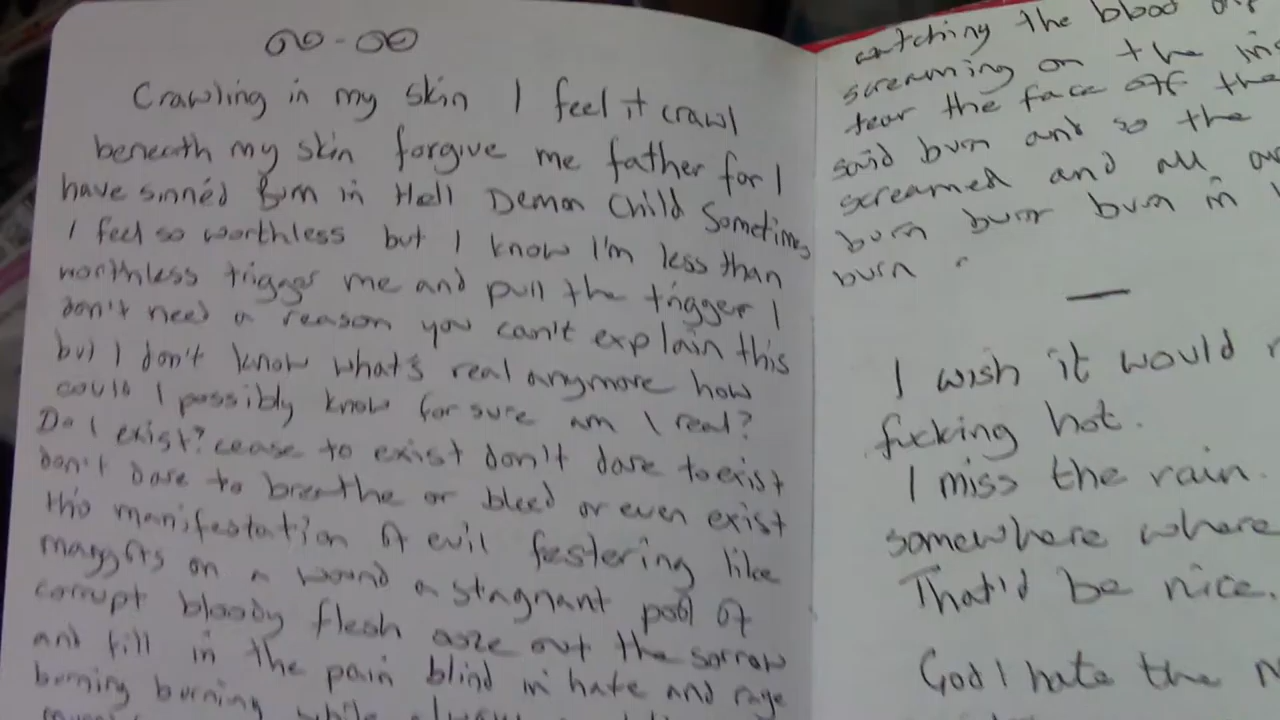 Crawling in my skin I feel it crawl
beneath my skin forgive me father for I
have sinned Burn in Hell Demon Child Sometimes
I feel so worthless but I know I'm less than
worthless trigger me and pull the trigger I
don't need a reason you can't explain this
but I don't know what's real anymore how
could I possibly know for sure am I real?
Do I exist? cease to exist don't dare to exist
don't dare to breathe or bleed or even exist
this manifestation of evil festering like
maggots on a wound a stagnant pool of
corrupt bloody flesh ooze out the sorrow
and fill in the pain blind in hate and rage
burning burning while always
catching the blood
screaming on the
tear the face off the
said burn and so the
screamed and all
burn burn burn in
burn
I wish it would
fucking hot.
I miss the rain.
somewhere where
That'd be nice.
God I hate the